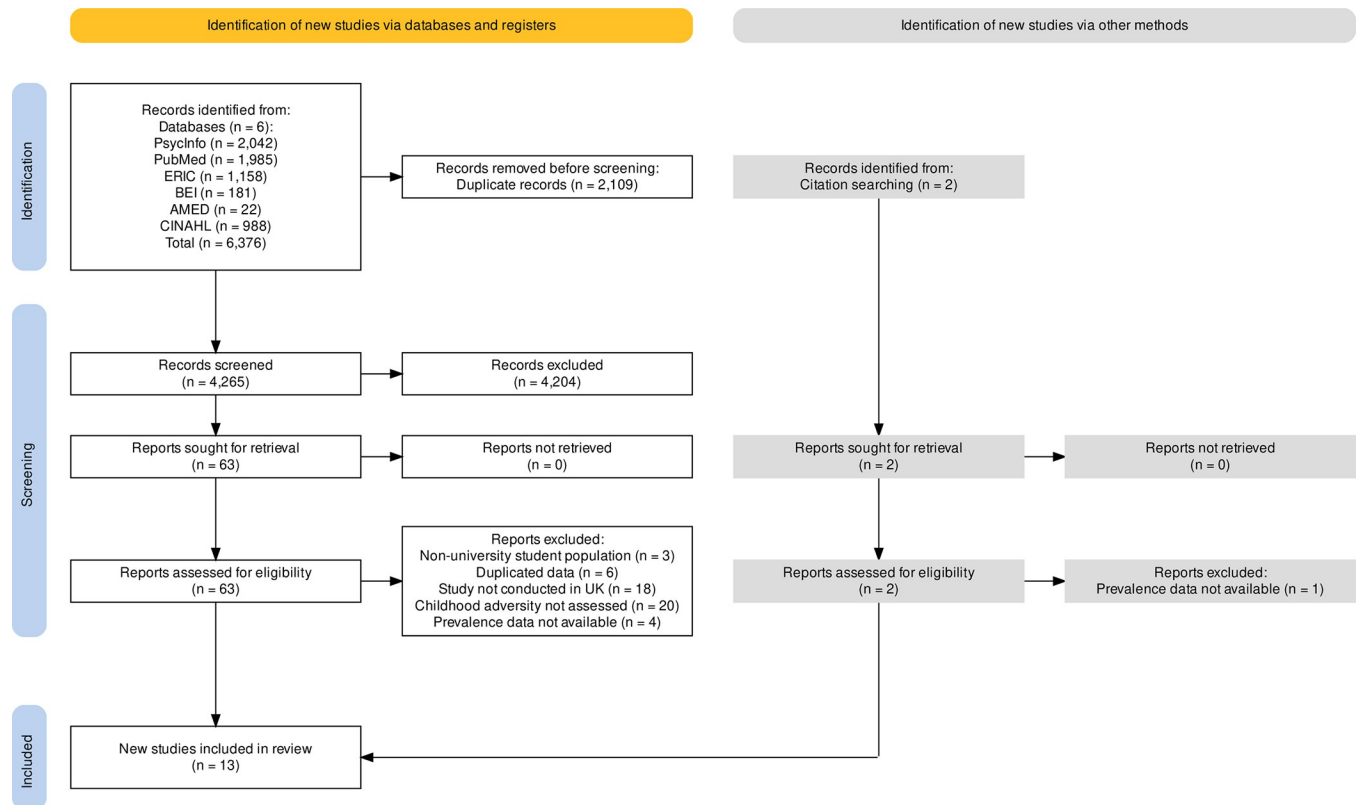 Identification of new studies via databases and registers
Identification of new studies via other methods
Identification
Records identified from:
Databases (n = 6):
PsycInfo (n = 2,042)
PubMed (n = 1,985)
ERIC (n = 1,158)
BEI (n = 181)
AMED (n = 22)
CINAHL (n = 988)
Total (n = 6,376)
Records removed before screening:
Duplicate records (n = 2,109)
Records identified from:
Citation searching (n = 2)
Screening
Records screened
(n = 4,265)
Records excluded
(n = 4,204)
Reports sought for retrieval
(n = 63)
Reports not retrieved
(n = 0)
Reports sought for retrieval
(n = 2)
Reports not retrieved
(n = 0)
Reports assessed for eligibility
(n = 63)
Reports excluded:
Non-university student population (n = 3)
Duplicated data (n = 6)
Study not conducted in UK (n = 18)
Childhood adversity not assessed (n = 20)
Prevalence data not available (n = 4)
Reports assessed for eligibility
(n = 2)
Reports excluded:
Prevalence data not available (n = 1)
Included
New studies included in review
(n = 13)